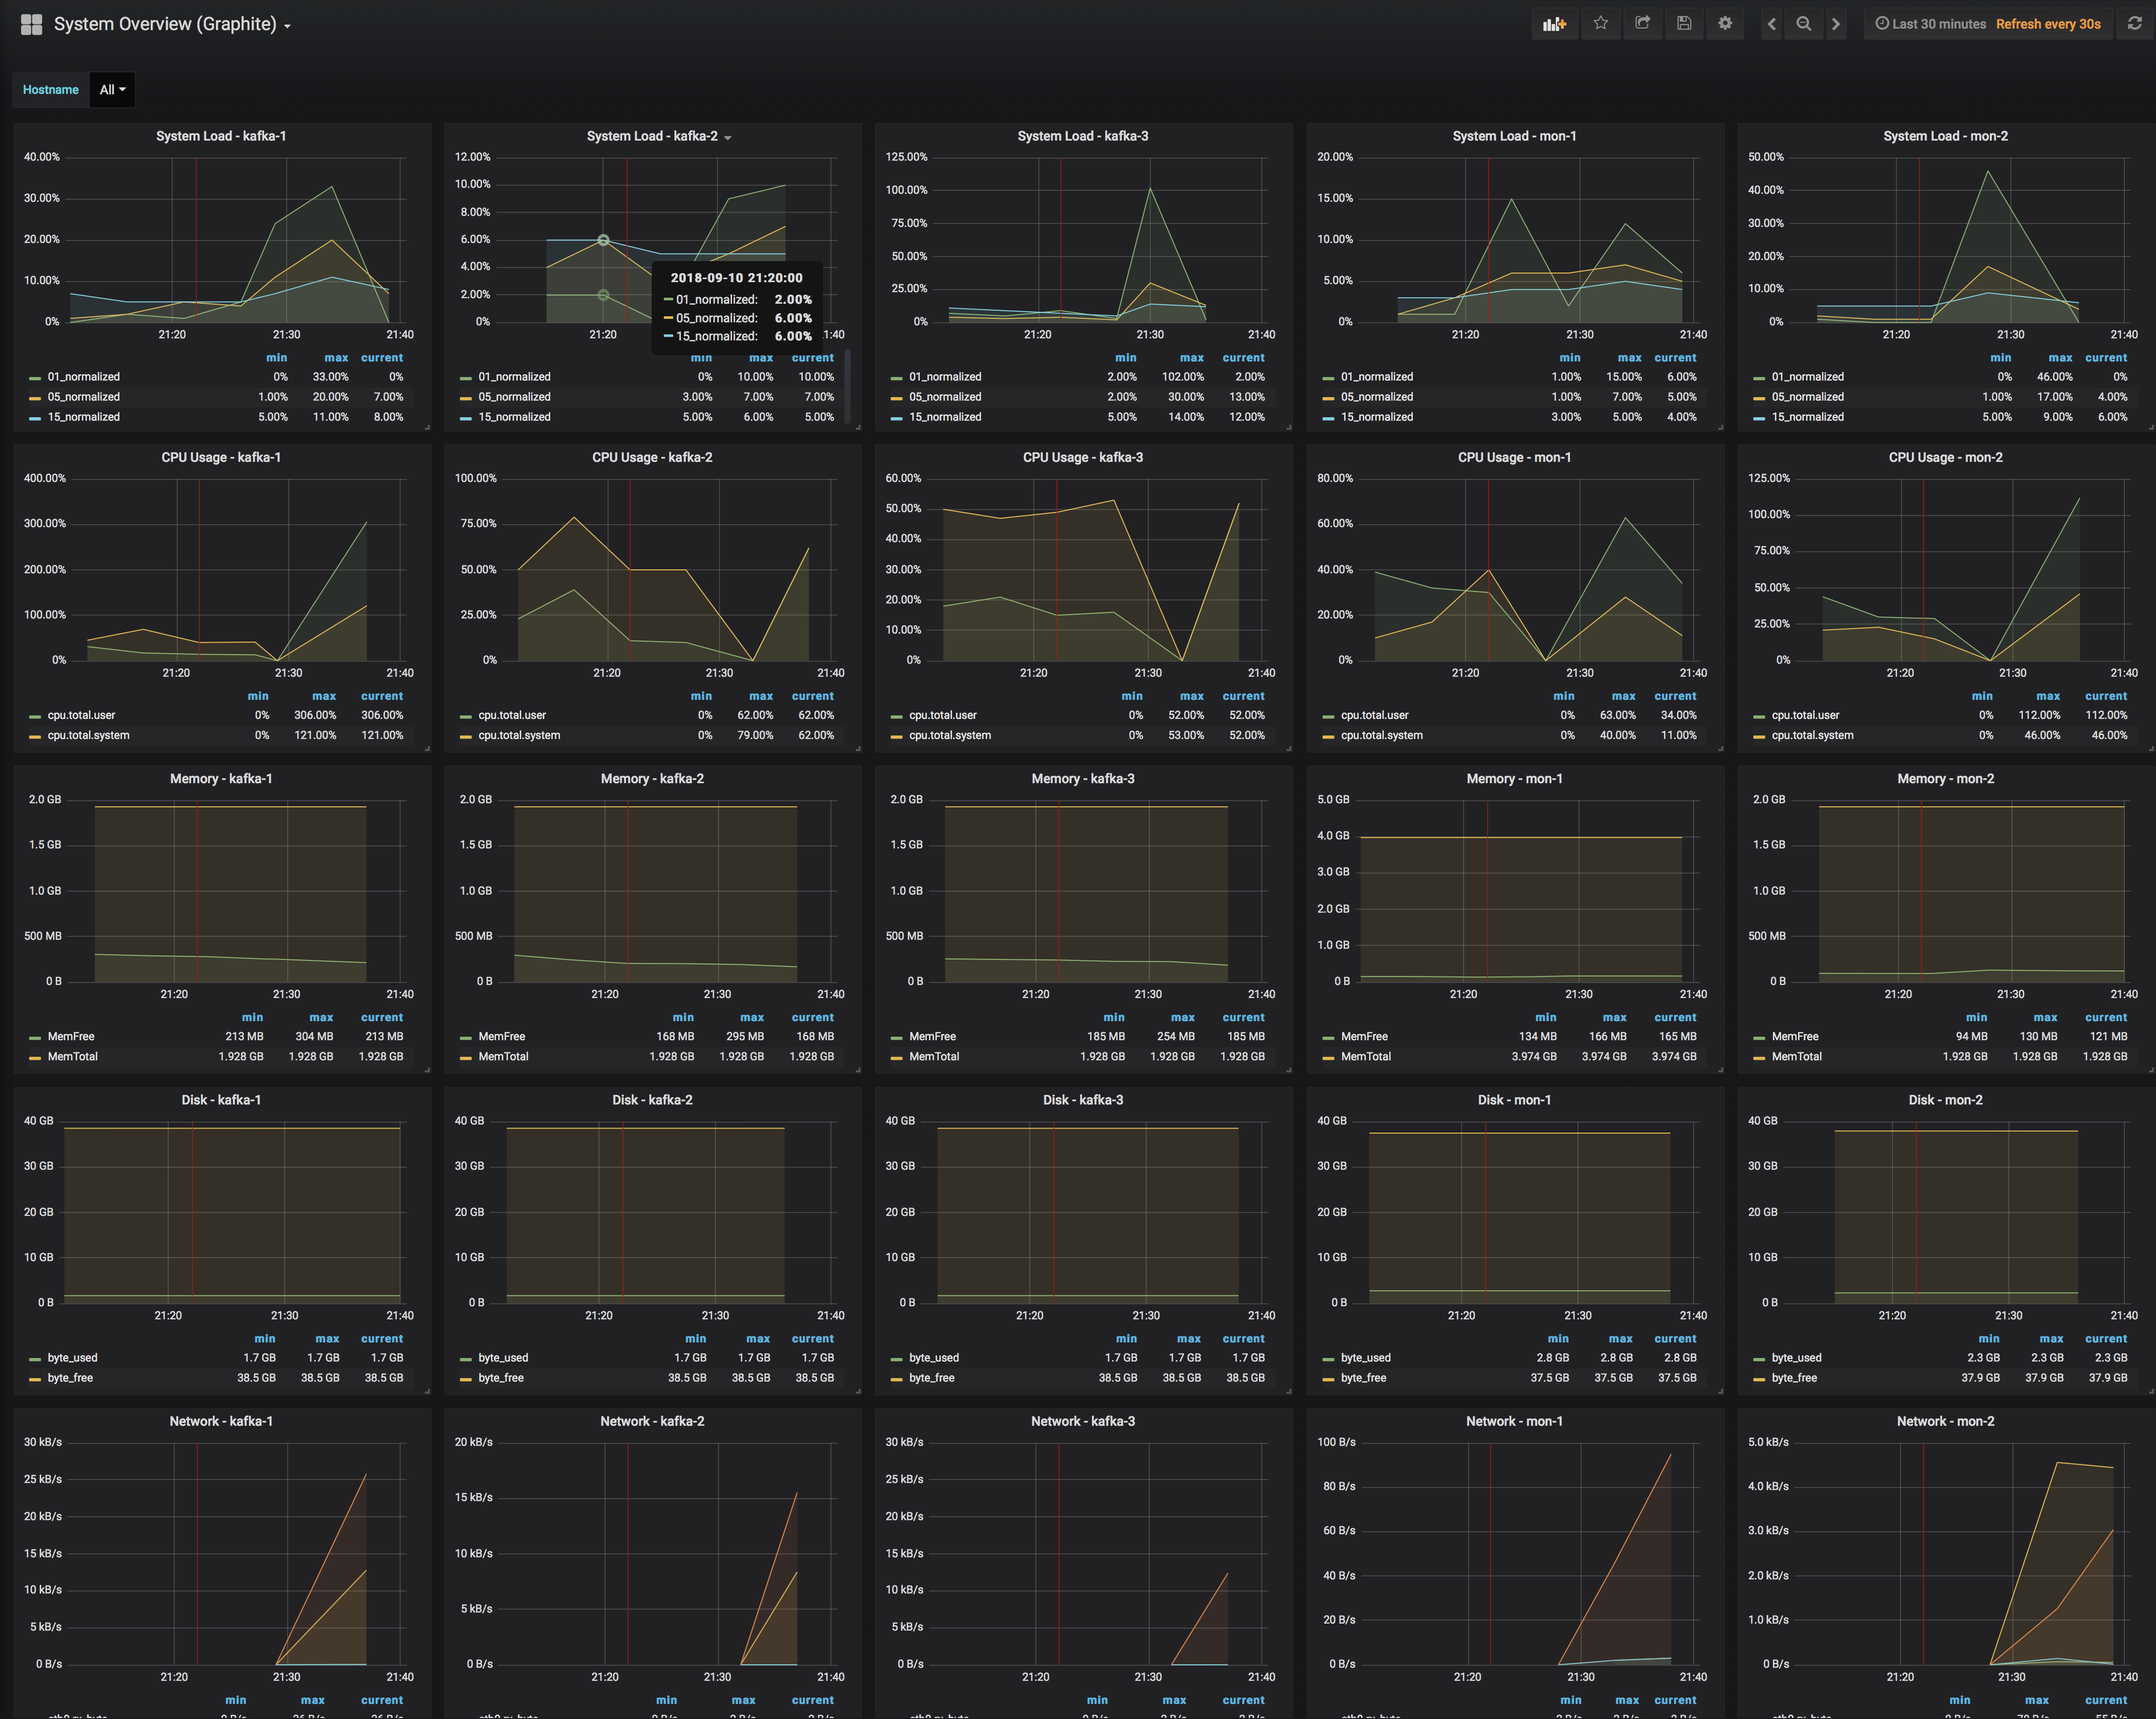 System Overview (Graphite)
Last 30 minutes Refresh every 30s
Hostname All
System Load - kafka-1
40.00%
30.00%
20.00%
10.00%
0%
21:20 21:30 21:40
min max current
01_normalized 0% 33.00% 0%
05_normalized 1.00% 20.00% 7.00%
15_normalized 5.00% 11.00% 8.00%
System Load - kafka-2
12.00%
10.00%
8.00%
6.00%
4.00%
2.00%
0%
21:20 1:40
2018-09-10 21:20:00
01_normalized: 2.00%
05_normalized: 6.00%
15_normalized: 6.00%
min max current
01_normalized 0% 10.00% 10.00%
05_normalized 3.00% 7.00% 7.00%
15_normalized 5.00% 6.00% 5.00%
System Load - kafka-3
125.00%
100.00%
75.00%
50.00%
25.00%
0%
21:20 21:30 21:40
min max current
01_normalized 2.00% 102.00% 2.00%
05_normalized 2.00% 30.00% 13.00%
15_normalized 5.00% 14.00% 12.00%
System Load - mon-1
20.00%
15.00%
10.00%
5.00%
0%
21:20 21:30 21:40
min max current
01_normalized 1.00% 15.00% 6.00%
05_normalized 1.00% 7.00% 5.00%
15_normalized 3.00% 5.00% 4.00%
System Load - mon-2
50.00%
40.00%
30.00%
20.00%
10.00%
0%
21:20 21:30 21:40
min max current
01_normalized 0% 46.00% 0%
05_normalized 1.00% 17.00% 4.00%
15_normalized 5.00% 9.00% 6.00%
CPU Usage - kafka-1
400.00%
300.00%
200.00%
100.00%
0%
21:20 21:30 21:40
min max current
cpu.total.user 0% 306.00% 306.00%
cpu.total.system 0% 121.00% 121.00%
CPU Usage - kafka-2
100.00%
75.00%
50.00%
25.00%
0%
21:20 21:30 21:40
min max current
cpu.total.user 0% 62.00% 62.00%
cpu.total.system 0% 79.00% 62.00%
CPU Usage - kafka-3
60.00%
50.00%
40.00%
30.00%
20.00%
10.00%
0%
21:20 21:30 21:40
min max current
cpu.total.user 0% 52.00% 52.00%
cpu.total.system 0% 53.00% 52.00%
CPU Usage - mon-1
80.00%
60.00%
40.00%
20.00%
0%
21:20 21:30 21:40
min max current
cpu.total.user 0% 63.00% 34.00%
cpu.total.system 0% 40.00% 11.00%
CPU Usage - mon-2
125.00%
100.00%
75.00%
50.00%
25.00%
0%
21:20 21:30 21:40
min max current
cpu.total.user 0% 112.00% 112.00%
cpu.total.system 0% 46.00% 46.00%
Memory - kafka-1
2.0 GB
1.5 GB
1.0 GB
500 MB
0 B
21:20 21:30 21:40
min max current
MemFree 213 MB 304 MB 213 MB
MemTotal 1.928 GB 1.928 GB 1.928 GB
Memory - kafka-2
2.0 GB
1.5 GB
1.0 GB
500 MB
0 B
21:20 21:30 21:40
min max current
MemFree 168 MB 295 MB 168 MB
MemTotal 1.928 GB 1.928 GB 1.928 GB
Memory - kafka-3
2.0 GB
1.5 GB
1.0 GB
500 MB
0 B
21:20 21:30 21:40
min max current
MemFree 185 MB 254 MB 185 MB
MemTotal 1.928 GB 1.928 GB 1.928 GB
Memory - mon-1
5.0 GB
4.0 GB
3.0 GB
2.0 GB
1.0 GB
0 B
21:20 21:30 21:40
min max current
MemFree 134 MB 166 MB 165 MB
MemTotal 3.974 GB 3.974 GB 3.974 GB
Memory - mon-2
2.0 GB
1.5 GB
1.0 GB
500 MB
0 B
21:20 21:30 21:40
min max current
MemFree 94 MB 130 MB 121 MB
MemTotal 1.928 GB 1.928 GB 1.928 GB
Disk - kafka-1
40 GB
30 GB
20 GB
10 GB
0 B
21:20 21:30 21:40
min max current
byte_used 1.7 GB 1.7 GB 1.7 GB
byte_free 38.5 GB 38.5 GB 38.5 GB
Disk - kafka-2
40 GB
30 GB
20 GB
10 GB
0 B
21:20 21:30 21:40
min max current
byte_used 1.7 GB 1.7 GB 1.7 GB
byte_free 38.5 GB 38.5 GB 38.5 GB
Disk - kafka-3
40 GB
30 GB
20 GB
10 GB
0 B
21:20 21:30 21:40
min max current
byte_used 1.7 GB 1.7 GB 1.7 GB
byte_free 38.5 GB 38.5 GB 38.5 GB
Disk - mon-1
40 GB
30 GB
20 GB
10 GB
0 B
21:20 21:30 21:40
min max current
byte_used 2.8 GB 2.8 GB 2.8 GB
byte_free 37.5 GB 37.5 GB 37.5 GB
Disk - mon-2
40 GB
30 GB
20 GB
10 GB
0 B
21:20 21:30 21:40
min max current
byte_used 2.3 GB 2.3 GB 2.3 GB
byte_free 37.9 GB 37.9 GB 37.9 GB
Network - kafka-1
30 kB/s
25 kB/s
20 kB/s
15 kB/s
10 kB/s
5 kB/s
0 B/s
21:20 21:30 21:40
min max current
Network - kafka-2
20 kB/s
15 kB/s
10 kB/s
5 kB/s
0 B/s
21:20 21:30 21:40
min max current
Network - kafka-3
30 kB/s
25 kB/s
20 kB/s
15 kB/s
10 kB/s
5 kB/s
0 B/s
21:20 21:30 21:40
min max current
Network - mon-1
100 B/s
80 B/s
60 B/s
40 B/s
20 B/s
0 B/s
21:20 21:30 21:40
min max current
Network - mon-2
5.0 kB/s
4.0 kB/s
3.0 kB/s
2.0 kB/s
1.0 kB/s
0 B/s
21:20 21:30 21:40
min max current